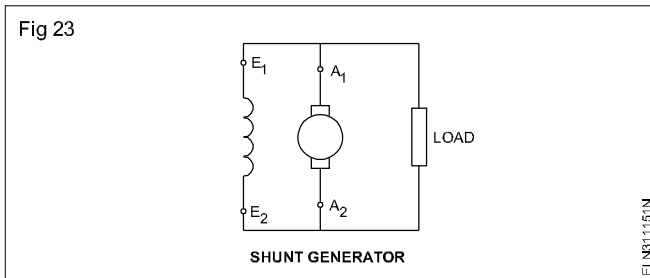 Fig 23
E1
A1
LOAD
E2
A2
SHUNT GENERATOR
ELN311151N